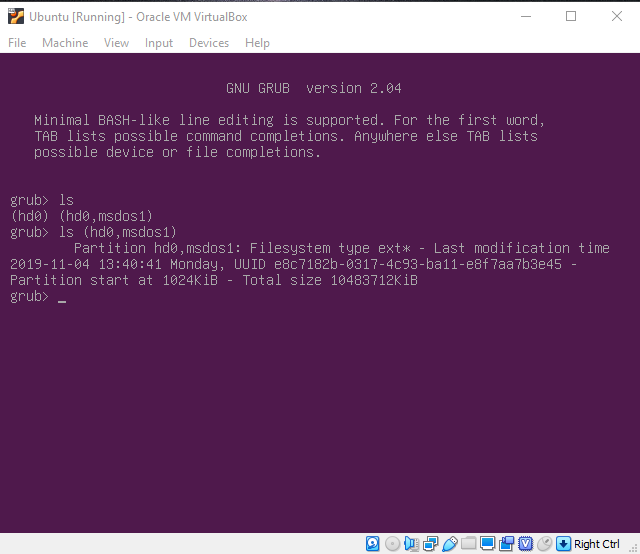 Ubuntu [Running] - Oracle VM VirtualBox
File Machine View Input Devices Help
GNU GRUB  version 2.04
Minimal BASH-like line editing is supported. For the first word,
TAB lists possible command completions. Anywhere else TAB lists
possible device or file completions.
grub> ls
(hd0) (hd0,msdos1)
grub> ls (hd0,msdos1)
Partition hd0,msdos1: Filesystem type ext* - Last modification time
2019-11-04 13:40:41 Monday, UUID e8c7182b-0317-4c93-ba11-e8f7aa7b3e45 -
Partition start at 1024KiB - Total size 10483712KiB
grub> _
Right Ctrl